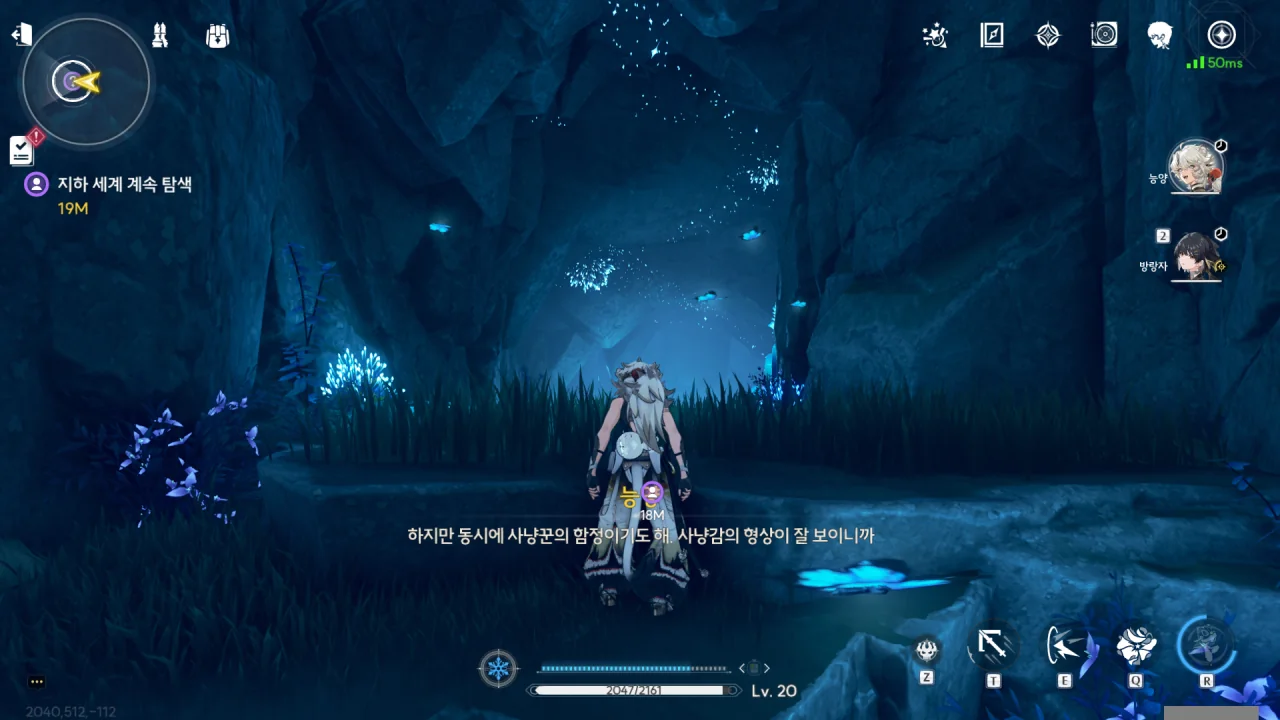 50ms
지하 세계 계속 탐색
19M
능양
2
방랑자
18M
하지만 동시에 사냥꾼의 함정이기도 해. 사냥감의 형상이 잘 보이니까
2047/2161
Lv. 20
Z
T
E
Q
R
2040,512,-112